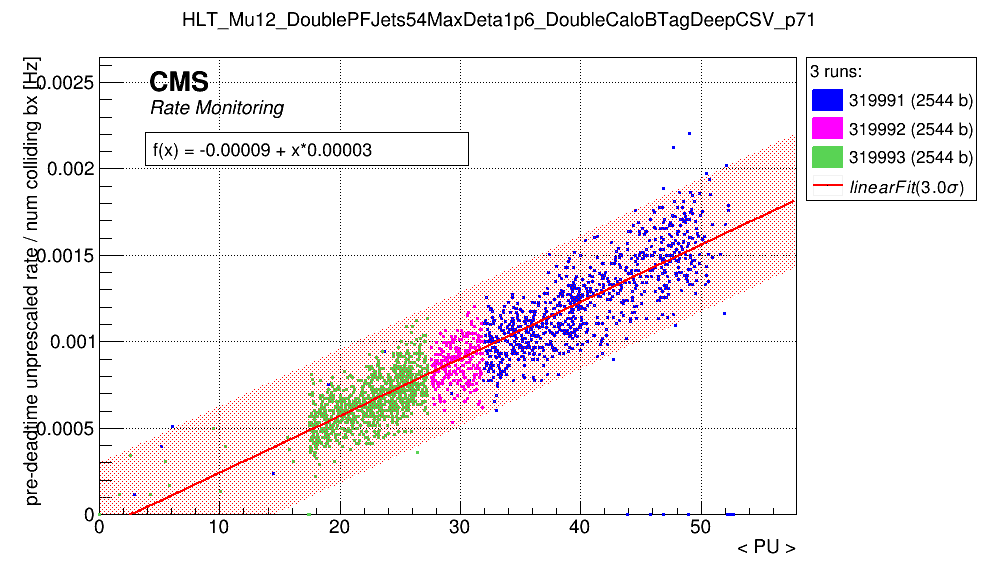 HLT_Mu12_DoublePFJets54MaxDeta1p6_DoubleCaloBTagDeepCSV_p71
pre-deadtime unprescaled rate / num colliding bx [Hz]
0.0025
0.002
0.0015
0.001
0.0005
0
CMS
Rate Monitoring
f(x) = -0.00009 + x*0.00003
3 runs:
319991 (2544 b)
319992 (2544 b)
319993 (2544 b)
linearFit(3.0σ)
0 10 20 30 40 50
< PU >